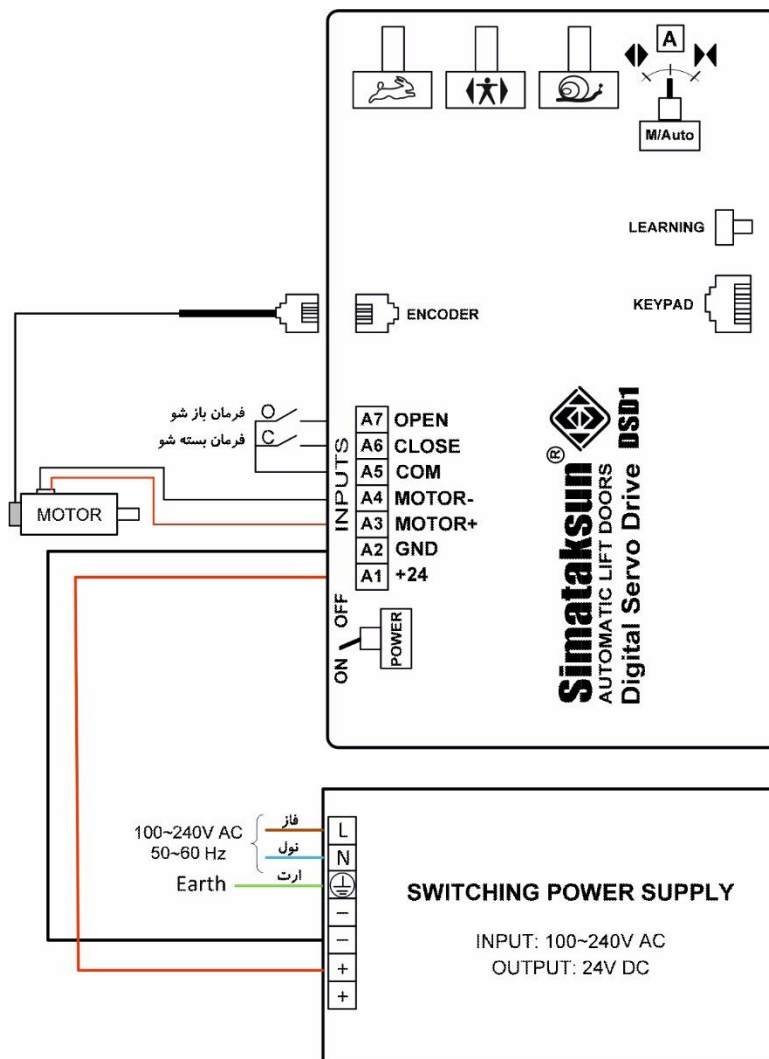 A
M/Auto
LEARNING
KEYPAD
ENCODER
فرمان باز شو O
فرمان بسته شو C
INPUTS
A7 OPEN
A6 CLOSE
A5 COM
A4 MOTOR-
A3 MOTOR+
A2 GND
A1 +24
MOTOR
ON OFF
POWER
Simataksun®
AUTOMATIC LIFT DOORS
Digital Servo Drive DSD1
100~240V AC
50~60 Hz
فاز L
نول N
Earth ارت
−
−
+
+
SWITCHING POWER SUPPLY
INPUT: 100~240V AC
OUTPUT: 24V DC